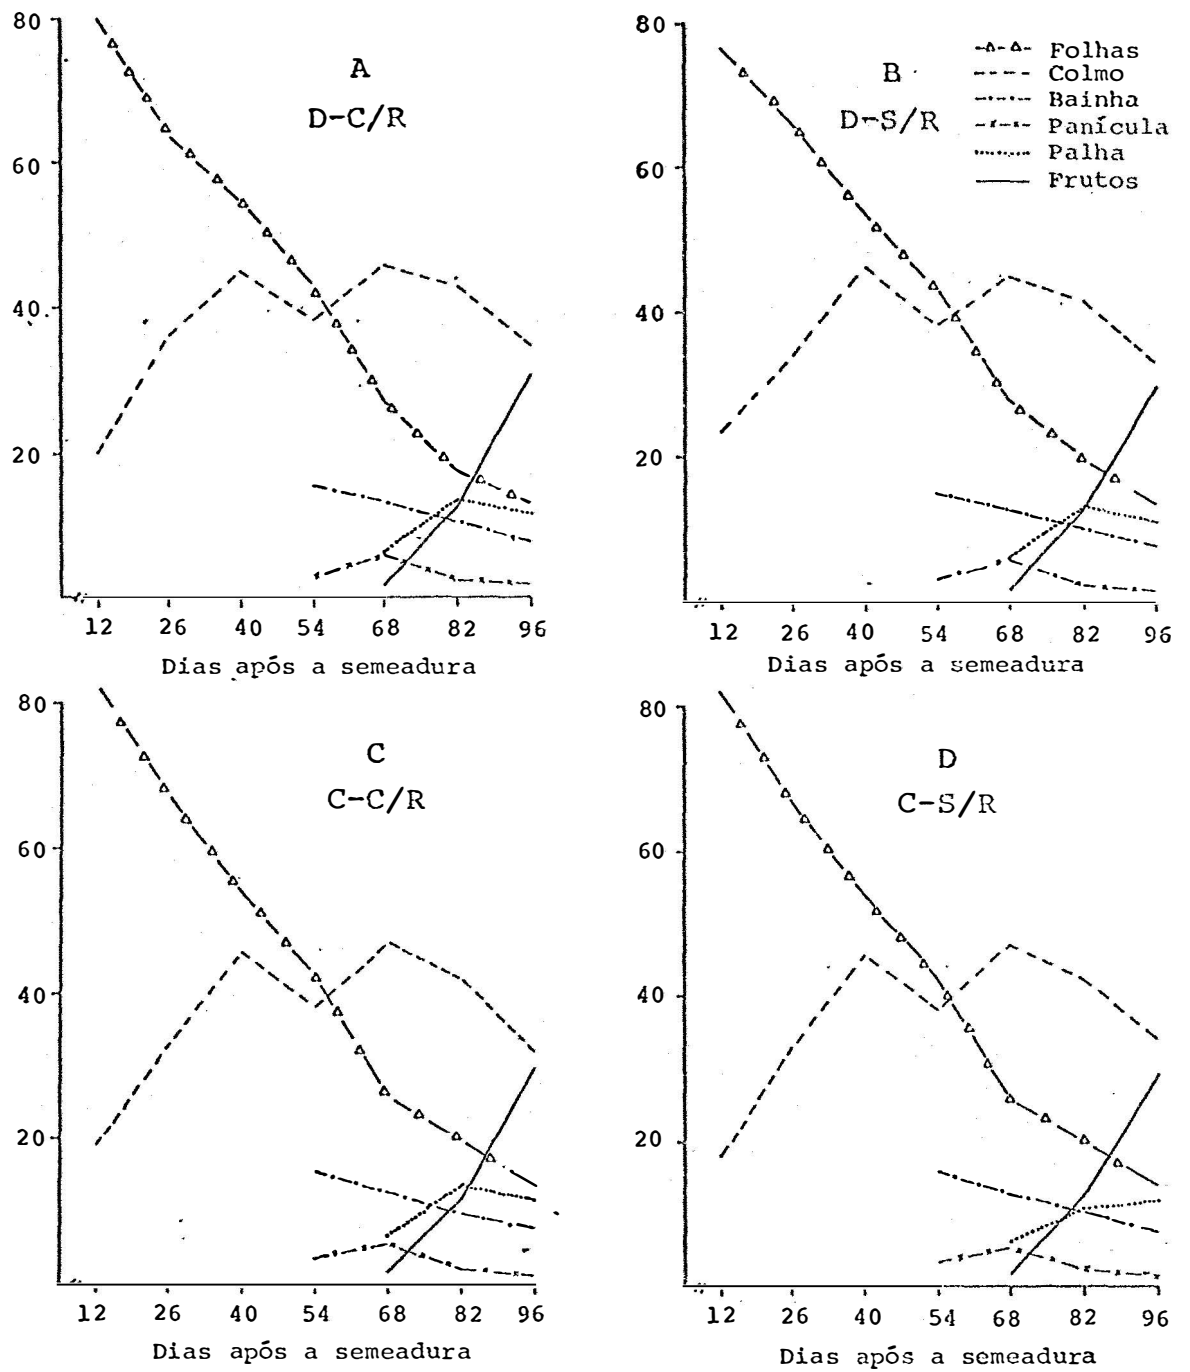 80
60
40
20
A
D-C/R
12 26 40 54 68 82 96
Dias após a semeadura
80
60
40
20
B
D-S/R
Folhas
Colmo
Bainha
Panícula
Palha
Frutos
12 26 40 54 68 82 96
Dias após a semeadura
80
60
40
20
C
C-C/R
12 26 40 54 68 82 96
Dias após a semeadura
80
60
40
20
D
C-S/R
12 26 40 54 68 82 96
Dias após a semeadura